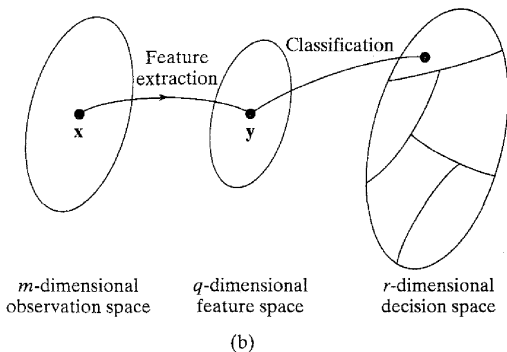 Feature
extraction
Classification
x
y
m-dimensional
observation space
q-dimensional
feature space
r-dimensional
decision space
(b)